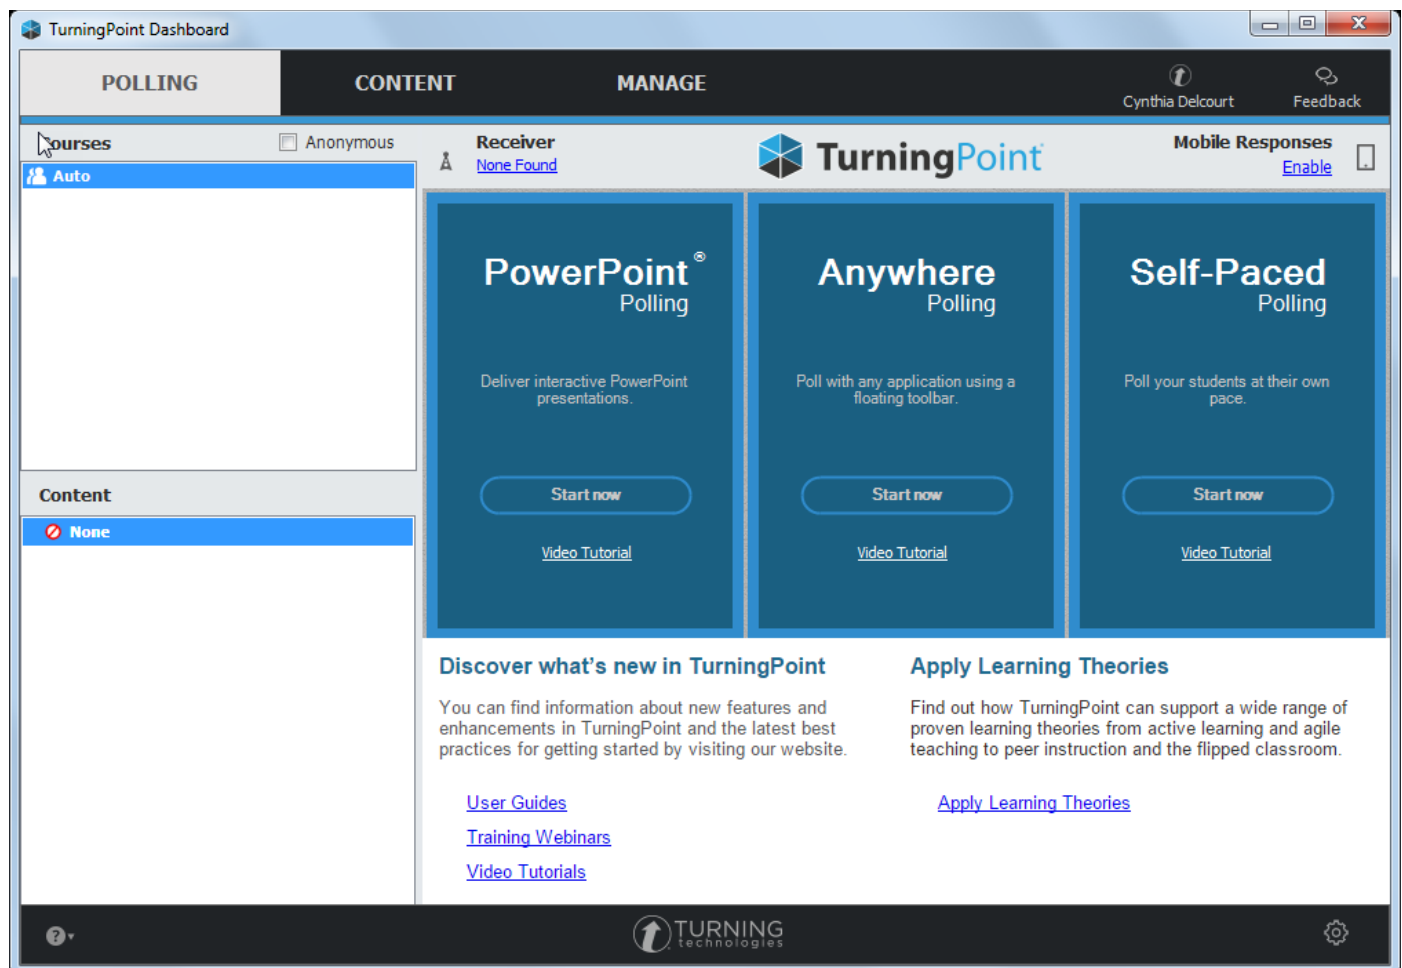 TurningPoint Dashboard
POLLING
CONTENT
MANAGE
Cynthia Delcourt
Feedback
Courses
Anonymous
Auto
Receiver
None Found
TurningPoint
Mobile Responses
Enable
PowerPoint®
Polling
Deliver interactive PowerPoint
presentations.
Start now
Video Tutorial
Anywhere
Polling
Poll with any application using a
floating toolbar.
Start now
Video Tutorial
Self-Paced
Polling
Poll your students at their own
pace.
Start now
Video Tutorial
Content
None
Discover what's new in TurningPoint
You can find information about new features and
enhancements in TurningPoint and the latest best
practices for getting started by visiting our website.
User Guides
Training Webinars
Video Tutorials
Apply Learning Theories
Find out how TurningPoint can support a wide range of
proven learning theories from active learning and agile
teaching to peer instruction and the flipped classroom.
Apply Learning Theories
TURNING
technologies